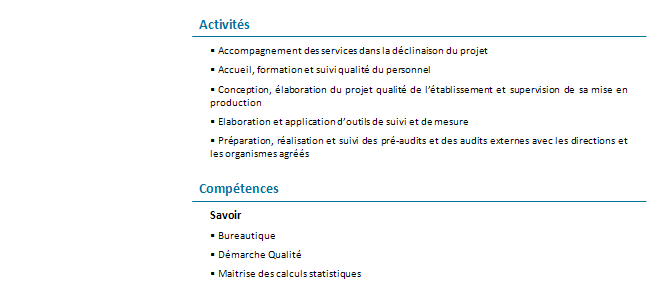 Activités
▪ Accompagnement des services dans la déclinaison du projet
▪ Accueil, formation et suivi qualité du personnel
▪ Conception, élaboration du projet qualité de l’établissement et supervision de sa mise en
production
▪ Elaboration et application d’outils de suivi et de mesure
▪ Préparation, réalisation et suivi des pré-audits et des audits externes avec les directions et
les organismes agréés
Compétences
Savoir
▪ Bureautique
▪ Démarche Qualité
▪ Maitrise des calculs statistiques